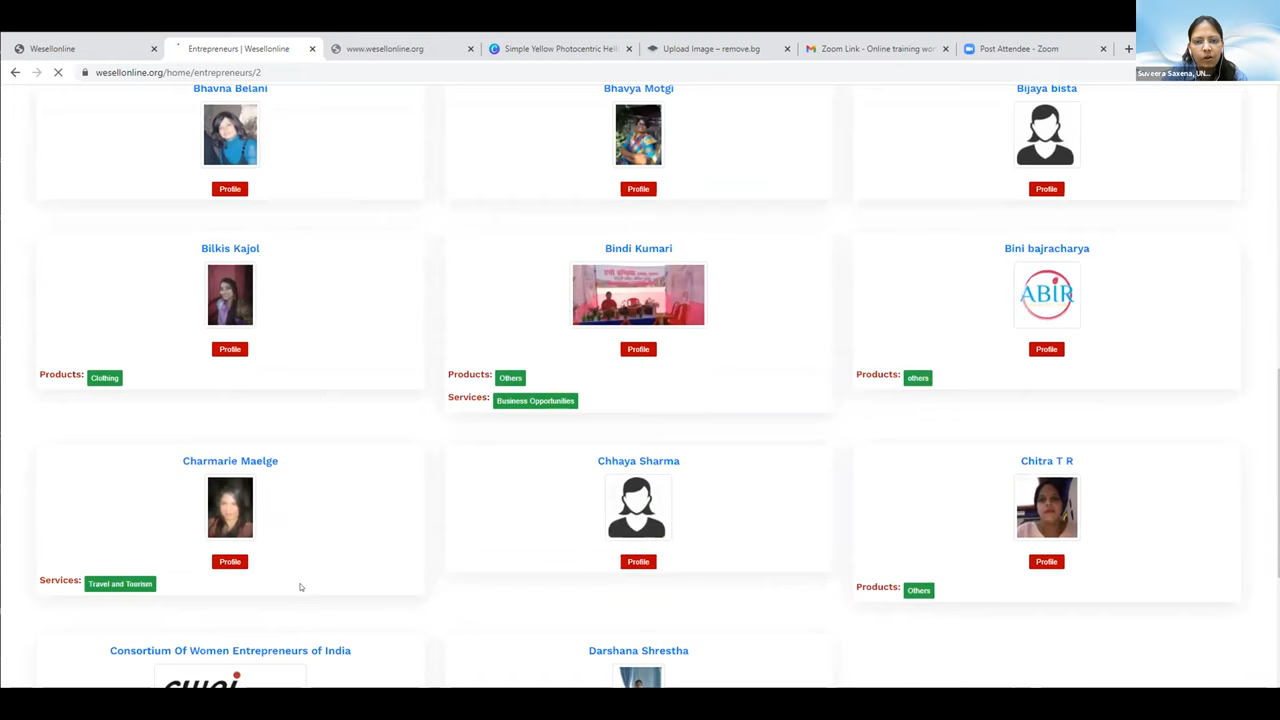 Wesellonline
Entrepreneurs | Wesellonline
www.wesellonline.org
Simple Yellow Photocentric Hell
Upload Image – remove.bg
Zoom Link - Online training wor
Post Attendee - Zoom
wesellonline.org/home/entrepreneurs/2
Suveera Saxena, UN...
Bhavna Belani
Bhavya Motgi
Bijaya bista
Profile
Profile
Profile
Bilkis Kajol
Bindi Kumari
Bini bajracharya
ABIR
Profile
Profile
Profile
Products: Clothing
Products: Others
Products: others
Services: Business Opportunities
Charmarie Maelge
Chhaya Sharma
Chitra T R
Profile
Profile
Profile
Services: Travel and Tourism
Products: Others
Consortium Of Women Entrepreneurs of India
Darshana Shrestha
cwei